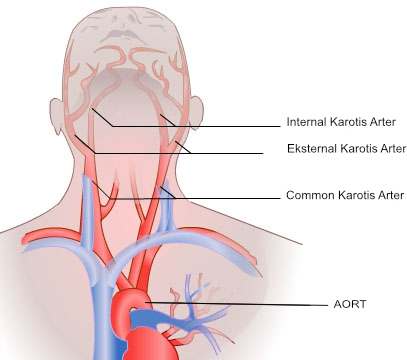 Internal Karotis Arter
Eksternal Karotis Arter
Common Karotis Arter
AORT